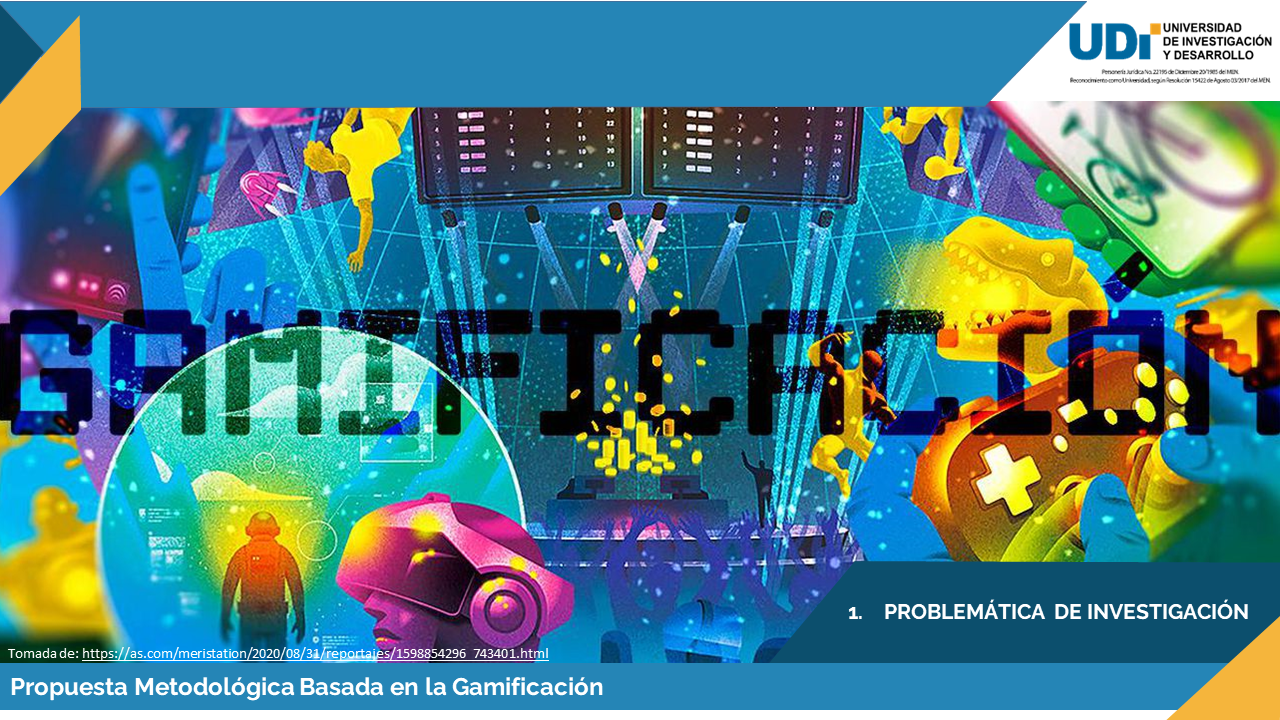 UDi UNIVERSIDAD
DE INVESTIGACIÓN
Y DESARROLLO
Personería Jurídica No. 22195 de Diciembre 20/1985 del MEN.
Reconocimiento como Universidad, según Resolución 15422 de Agosto 03/2017 del MEN.
GAMIFICACIÓN
1. PROBLEMÁTICA DE INVESTIGACIÓN
Tomada de: https://as.com/meristation/2020/08/31/reportajes/1598854296_743401.html
Propuesta Metodológica Basada en la Gamificación